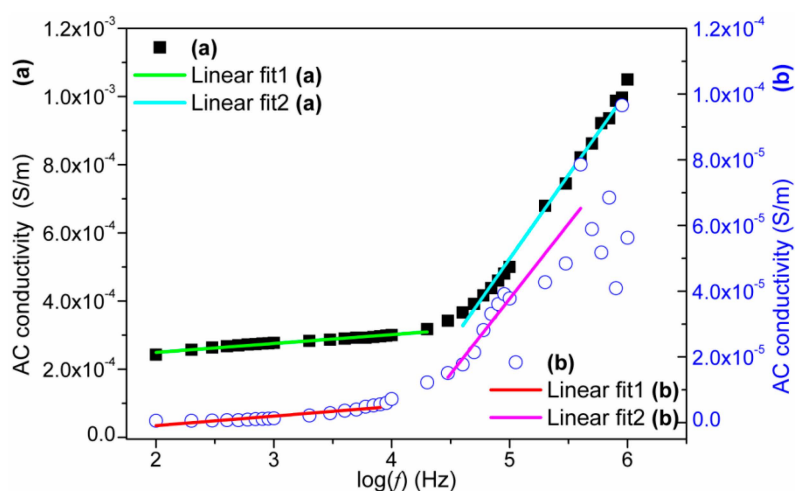 (a)
AC conductivity (S/m)
1.2x10⁻³
1.0x10⁻³
8.0x10⁻⁴
6.0x10⁻⁴
4.0x10⁻⁴
2.0x10⁻⁴
0.0
(a)
Linear fit1 (a)
Linear fit2 (a)
(b)
Linear fit1 (b)
Linear fit2 (b)
2 3 4 5 6
log(f) (Hz)
1.2x10⁻⁴
1.0x10⁻⁴
8.0x10⁻⁵
6.0x10⁻⁵
4.0x10⁻⁵
2.0x10⁻⁵
0.0
AC conductivity (S/m)
(b)